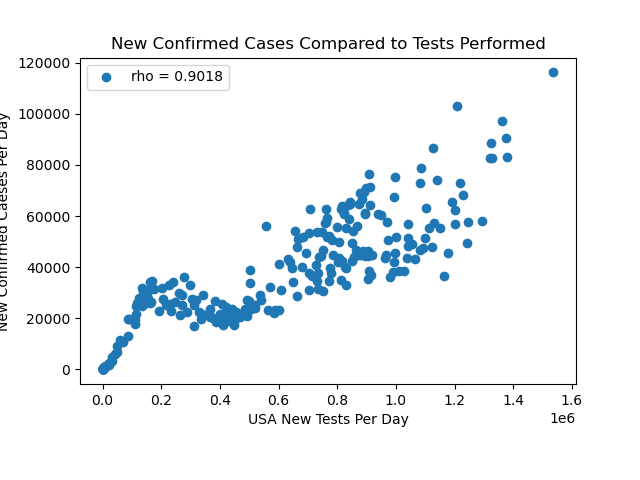 New Confirmed Cases Compared to Tests Performed
rho = 0.9018
120000
100000
80000
60000
40000
20000
0
New Confirmed Caeses Per Day
0.0 0.2 0.4 0.6 0.8 1.0 1.2 1.4 1.6
1e6
USA New Tests Per Day